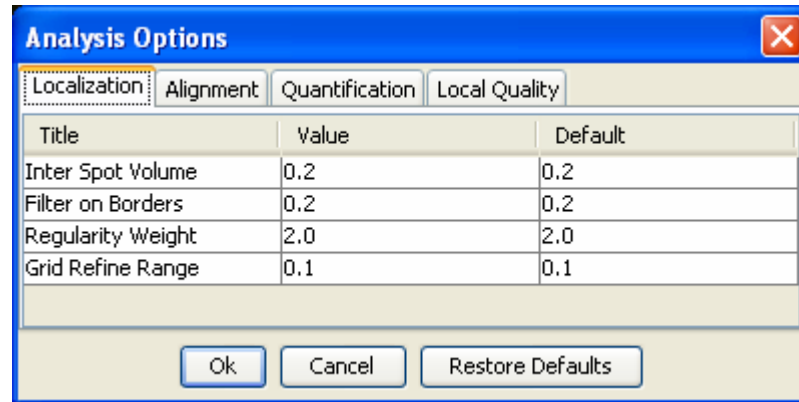 Analysis Options
Localization Alignment Quantification Local Quality
Title Value Default
Inter Spot Volume 0.2 0.2
Filter on Borders 0.2 0.2
Regularity Weight 2.0 2.0
Grid Refine Range 0.1 0.1
Ok Cancel Restore Defaults